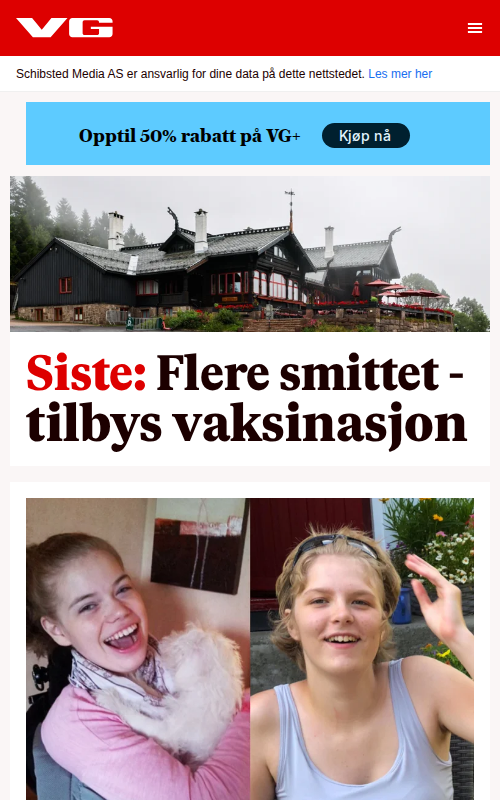 VG
Schibsted Media AS er ansvarlig for dine data på dette nettstedet. Les mer her
Opptil 50% rabatt på VG+ Kjøp nå
Siste: Flere smittet -
tilbys vaksinasjon